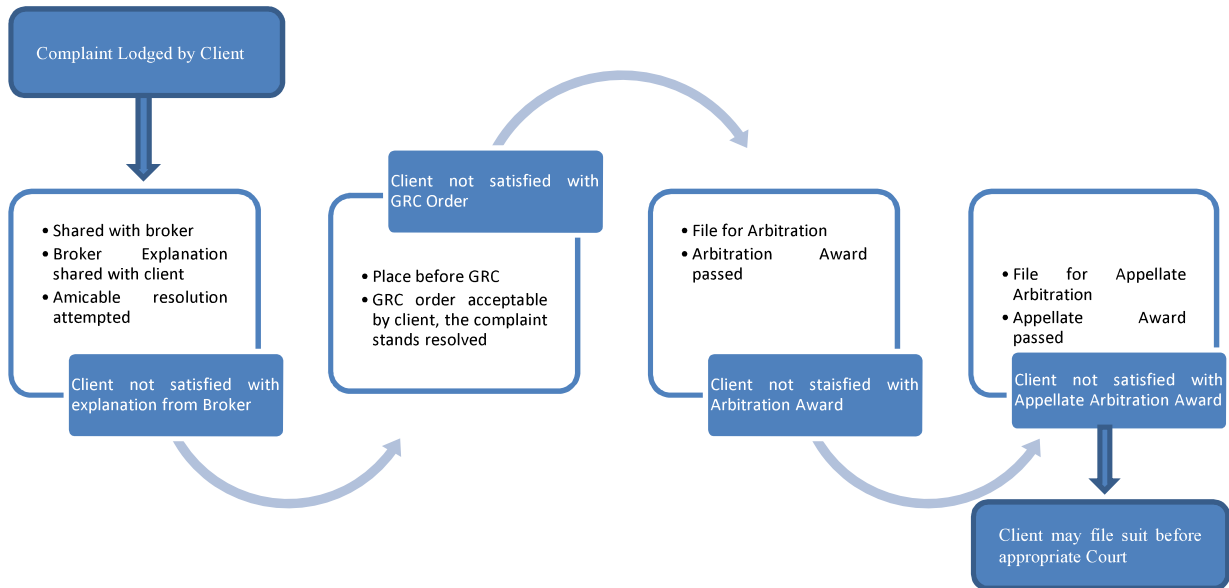 Complaint Lodged by Client
• Shared with broker
• Broker Explanation
shared with client
• Amicable resolution
attempted
Client not satisfied with
explanation from Broker
Client not satisfied with
GRC Order
• Place before GRC
• GRC order acceptable
by client, the complaint
stands resolved
• File for Arbitration
• Arbitration Award
passed
Client not staisfied with
Arbitration Award
• File for Appellate
Arbitration
• Appellate Award
passed
Client not satisfied with
Appellate Arbitration Award
Client may file suit before
appropriate Court